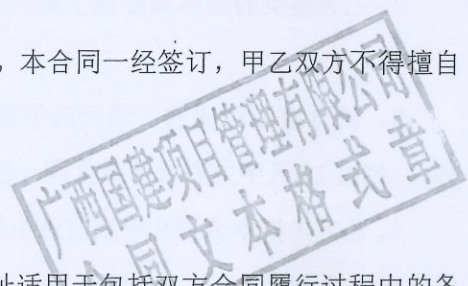 ，本合同一经签订，甲乙双方不得擅自
广西国建项目管理有限公司
合同文本格式章
址适用于包括双方合同履行过程中的各